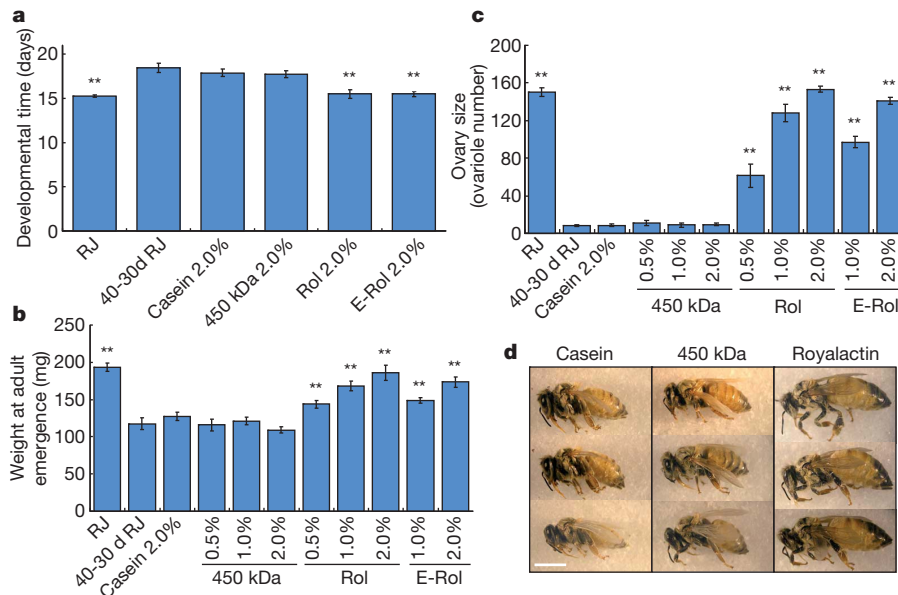 a
Developmental time (days)
20
15
10
5
0
**
**
**
RJ
40-30d RJ
Casein 2.0%
450 kDa 2.0%
Rol 2.0%
E-Rol 2.0%
b
Weight at adult
emergence (mg)
250
200
150
100
50
0
**
**
**
**
**
**
RJ
40-30 d RJ
Casein 2.0%
0.5%
1.0%
2.0%
0.5%
1.0%
2.0%
1.0%
2.0%
450 kDa
Rol
E-Rol
c
Ovary size
(ovariole number)
200
160
120
80
40
0
**
**
**
**
**
**
RJ
40-30 d RJ
Casein 2.0%
0.5%
1.0%
2.0%
0.5%
1.0%
2.0%
1.0%
2.0%
450 kDa
Rol
E-Rol
d
Casein
450 kDa
Royalactin